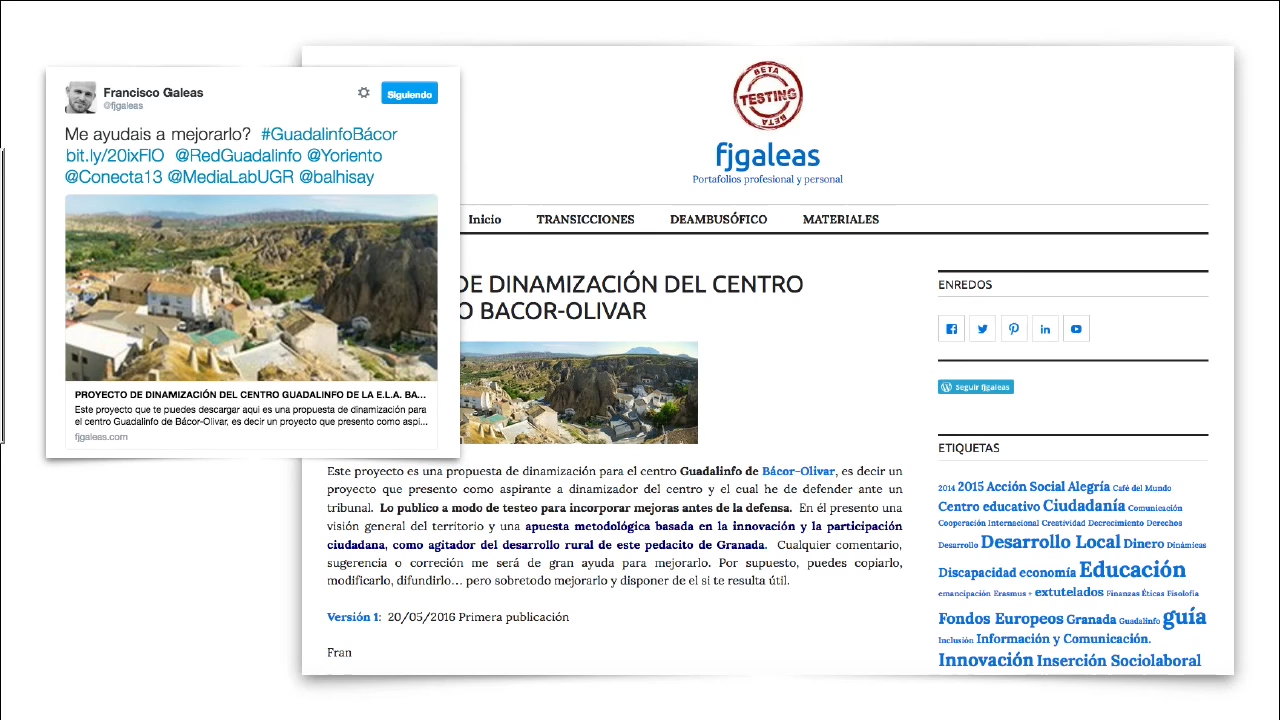 Francisco Galeas
@fjgaleas
Siguiendo
Me ayudais a mejorarlo? #GuadalinfoBácor
bit.ly/20ixFlO @RedGuadalinfo @Yoriento
@Conecta13 @MediaLabUGR @balhisay
PROYECTO DE DINAMIZACIÓN DEL CENTRO GUADALINFO DE LA E.L.A. BA...
Este proyecto que te puedes descargar aqui es una propuesta de dinamización para
el centro Guadalinfo de Bácor-Olivar, es decir un proyecto que presento como aspi...
fjgaleas.com
BETA
TESTING
BETA
fjgaleas
Portafolios profesional y personal
Inicio TRANSICCIONES DEAMBUSÓFICO MATERIALES
DE DINAMIZACIÓN DEL CENTRO
O BACOR-OLIVAR
Este proyecto es una propuesta de dinamización para el centro Guadalinfo de Bácor-Olivar, es decir un
proyecto que presento como aspirante a dinamizador del centro y el cual he de defender ante un
tribunal. Lo publico a modo de testeo para incorporar mejoras antes de la defensa. En él presento una
visión general del territorio y una apuesta metodológica basada en la innovación y la participación
ciudadana, como agitador del desarrollo rural de este pedacito de Granada. Cualquier comentario,
sugerencia o correción me será de gran ayuda para mejorarlo. Por supuesto, puedes copiarlo,
modificarlo, difundirlo... pero sobretodo mejorarlo y disponer de el si te resulta útil.
Versión 1: 20/05/2016 Primera publicación
Fran
ENREDOS
Seguir fjgaleas
ETIQUETAS
2014 2015 Acción Social Alegría Café del Mundo
Centro educativo Ciudadanía Comunicación
Cooperación Internacional Creatividad Decrecimiento Derechos
Desarrollo Desarrollo Local Dinero Dinámicas
Discapacidad economía Educación
emancipación Erasmus + extutelados Finanzas Éticas Fisolofía
Fondos Europeos Granada Guadalinfo guía
Inclusión Información y Comunicación.
Innovación Inserción Sociolaboral